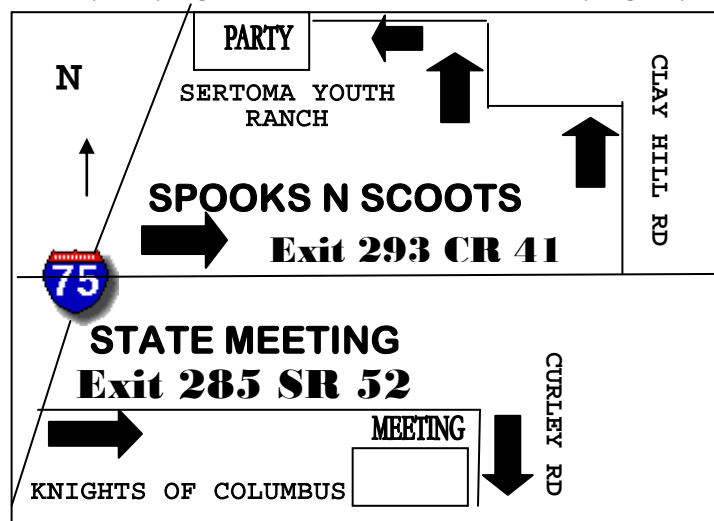 PARTY
N
SERTOMA YOUTH
RANCH
CLAY HILL RD
SPOOKS N SCOOTS
Exit 293 CR 41
75
STATE MEETING
Exit 285 SR 52
CURLEY RD
MEETING
KNIGHTS OF COLUMBUS